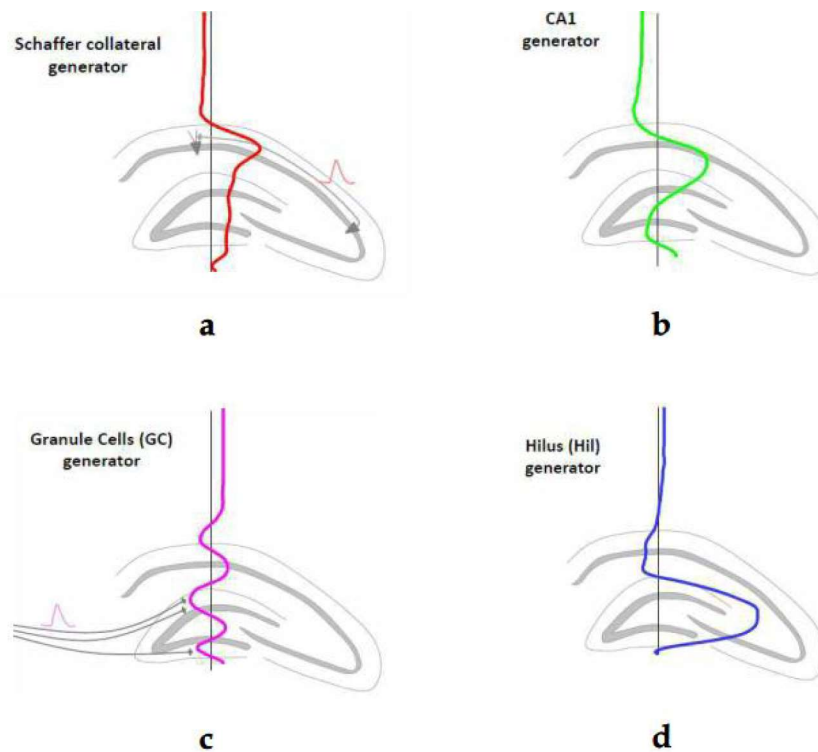 Schaffer collateral
generator
CA1
generator
a
b
Granule Cells (GC)
generator
Hilus (Hil)
generator
c
d